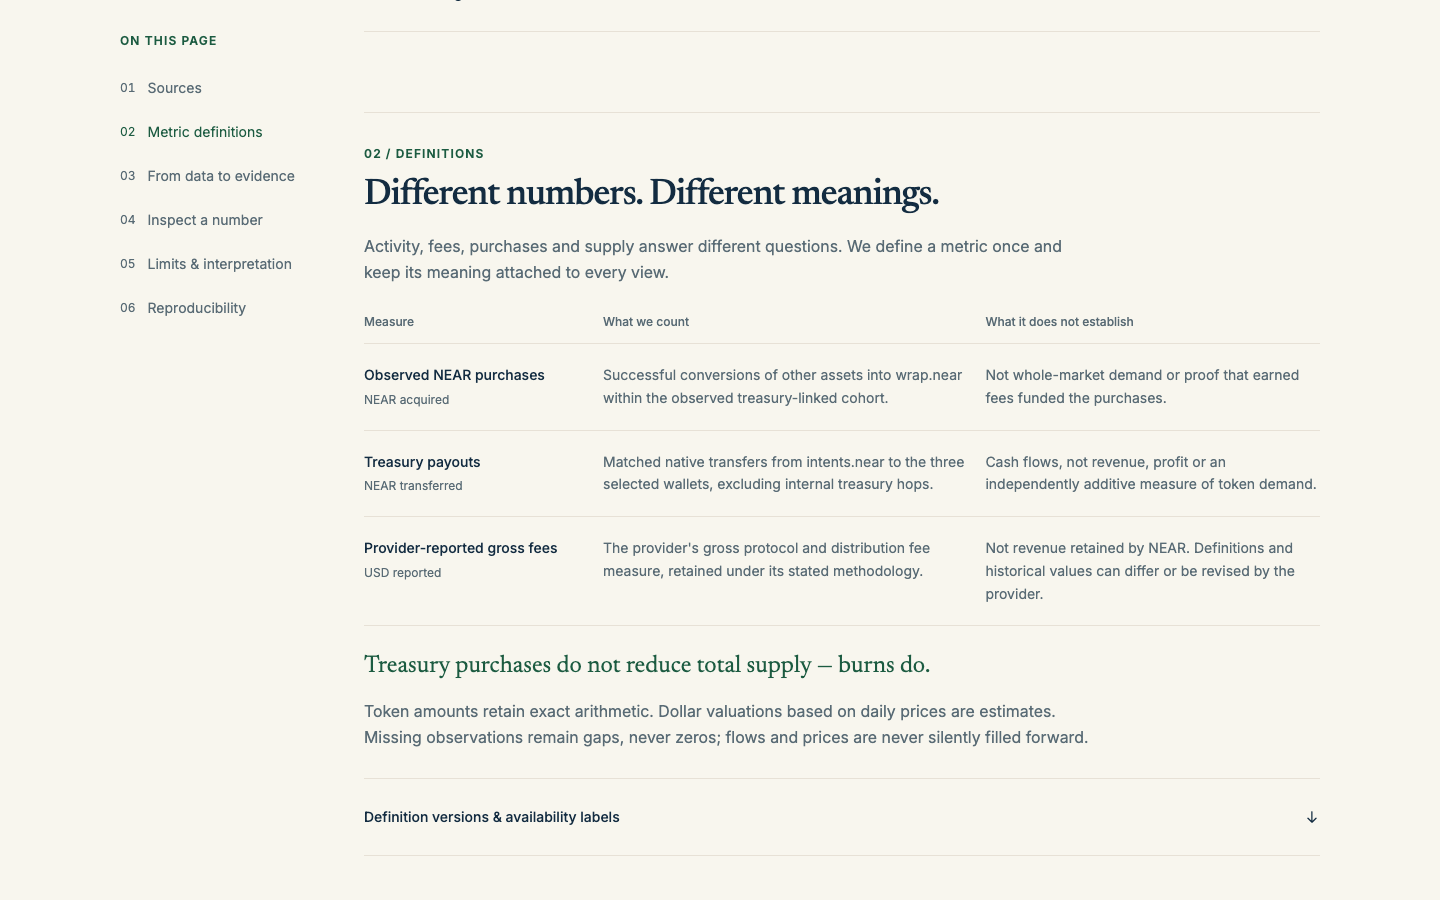 ON THIS PAGE
01 Sources
02 Metric definitions
03 From data to evidence
04 Inspect a number
05 Limits & interpretation
06 Reproducibility
02 / DEFINITIONS
Different numbers. Different meanings.
Activity, fees, purchases and supply answer different questions. We define a metric once and
keep its meaning attached to every view.
Measure
What we count
What it does not establish
Observed NEAR purchases
NEAR acquired
Successful conversions of other assets into wrap.near
within the observed treasury-linked cohort.
Not whole-market demand or proof that earned
fees funded the purchases.
Treasury payouts
NEAR transferred
Matched native transfers from intents.near to the three
selected wallets, excluding internal treasury hops.
Cash flows, not revenue, profit or an
independently additive measure of token demand.
Provider-reported gross fees
USD reported
The provider's gross protocol and distribution fee
measure, retained under its stated methodology.
Not revenue retained by NEAR. Definitions and
historical values can differ or be revised by the
provider.
Treasury purchases do not reduce total supply — burns do.
Token amounts retain exact arithmetic. Dollar valuations based on daily prices are estimates.
Missing observations remain gaps, never zeros; flows and prices are never silently filled forward.
Definition versions & availability labels ↓